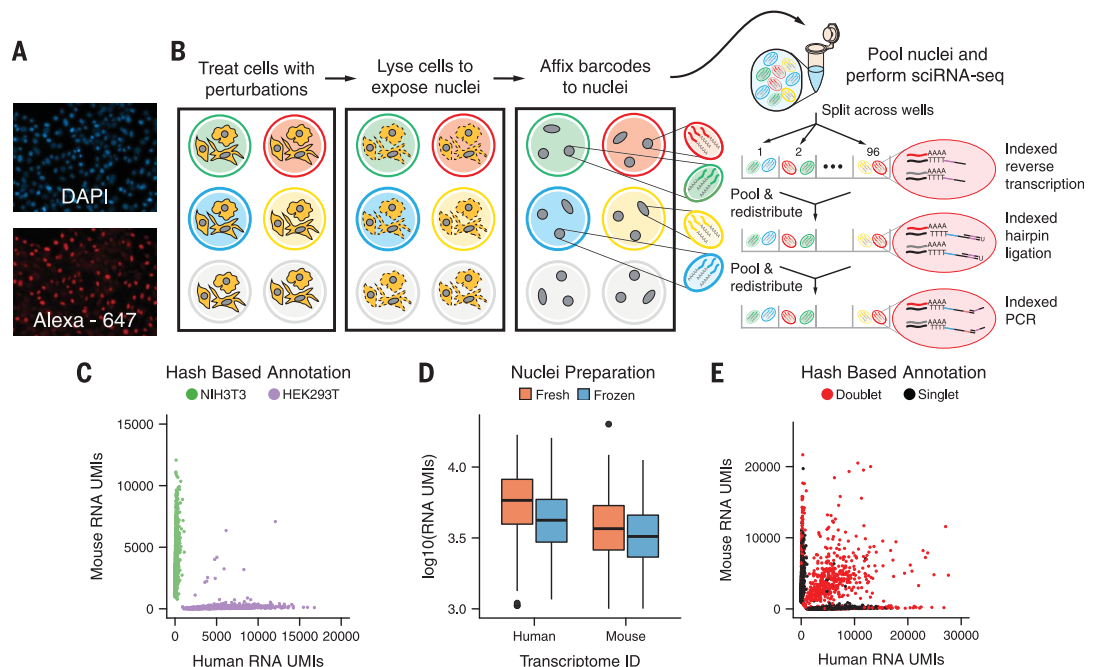 A
DAPI
Alexa - 647
B
Treat cells with
perturbations
Lyse cells to
expose nuclei
Affix barcodes
to nuclei
Pool nuclei and
perform sciRNA-seq
Split across wells
1
2
96
AAAA
TTTT
Indexed
reverse
transcription
Pool &
redistribute
AAAA
TTTT
U
U
Indexed
hairpin
ligation
Pool &
redistribute
AAAA
TTTT
Indexed
PCR
C
Hash Based Annotation
NIH3T3
HEK293T
Mouse RNA UMIs
15000
10000
5000
0
0
5000
10000
15000
20000
Human RNA UMIs
D
Nuclei Preparation
Fresh
Frozen
log10(RNA UMIs)
4.0
3.5
3.0
Human
Mouse
Transcriptome ID
E
Hash Based Annotation
Doublet
Singlet
Mouse RNA UMIs
20000
10000
0
0
10000
20000
30000
Human RNA UMIs